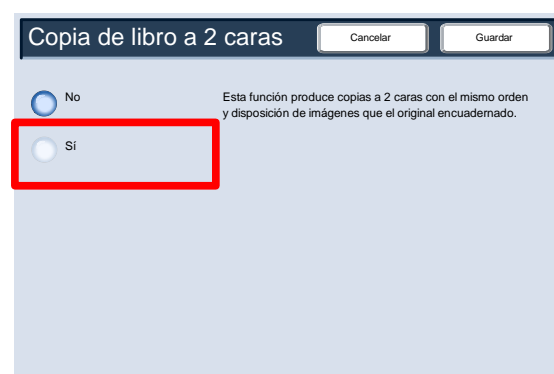 Copia de libro a 2 caras
Cancelar
Guardar
No
Esta función produce copias a 2 caras con el mismo orden
y disposición de imágenes que el original encuadernado.
Sí